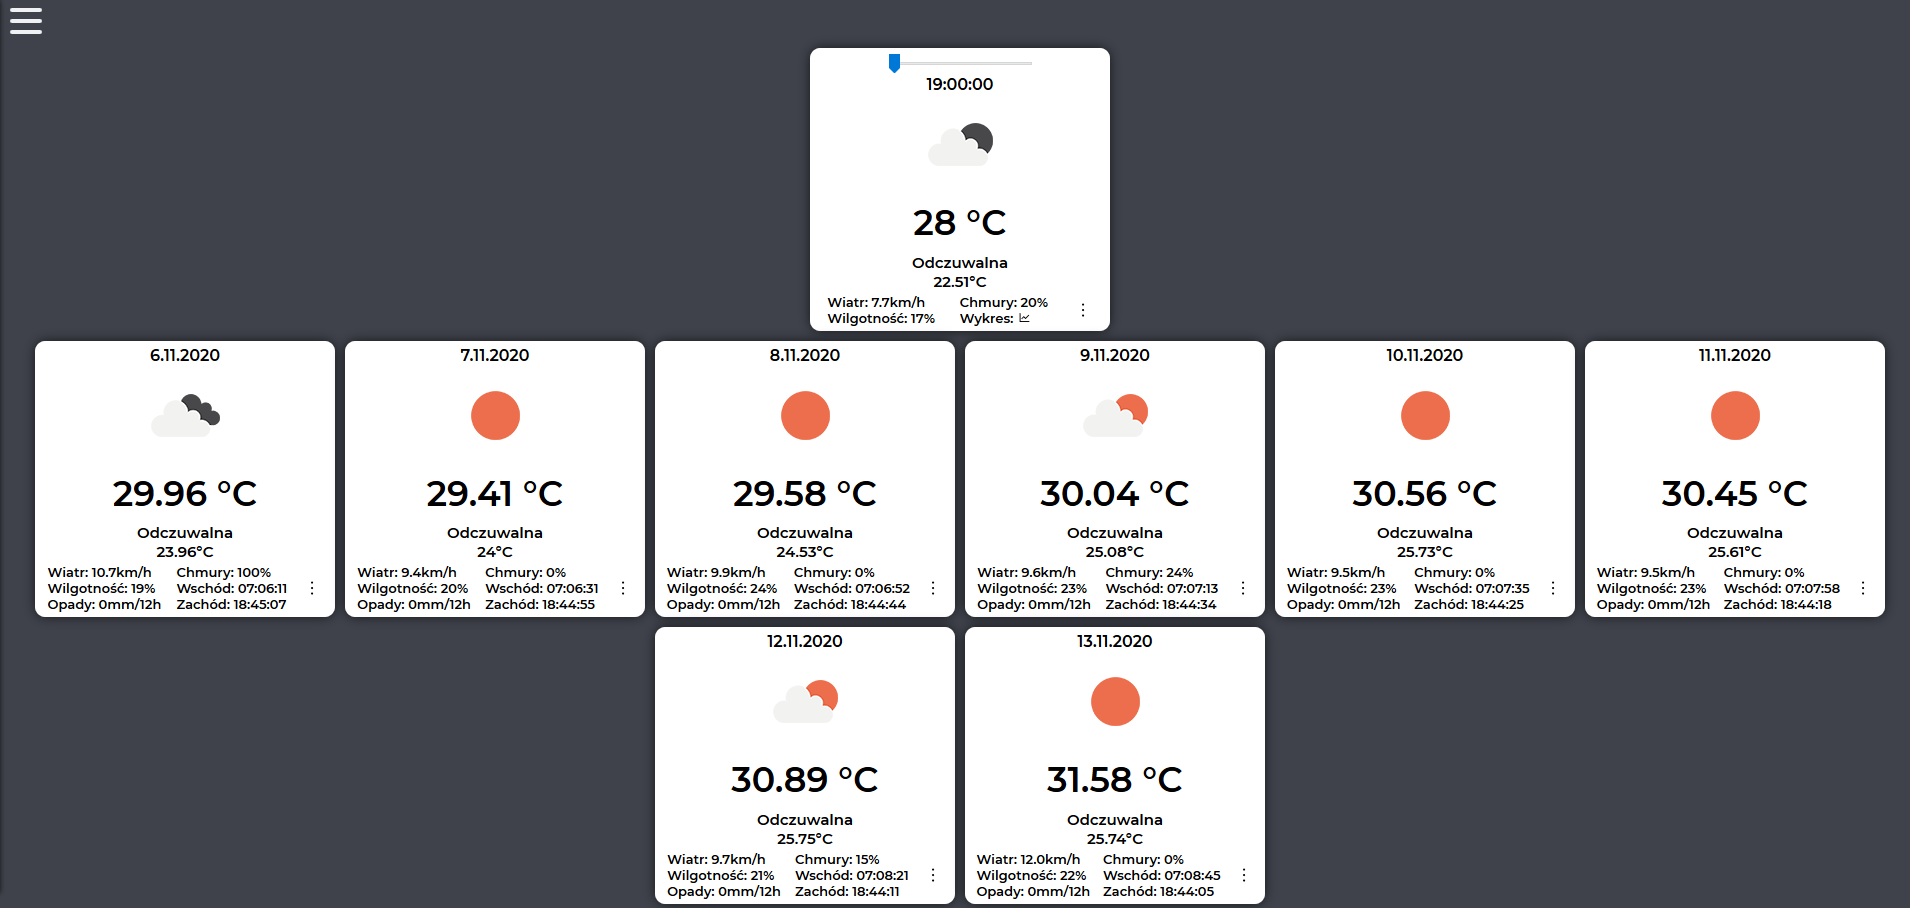 19:00:00
28 °C
Odczuwalna
22.51°C
Wiatr: 7.7km/h Chmury: 20%
Wilgotność: 17% Wykres:
6.11.2020
29.96 °C
Odczuwalna
23.96°C
Wiatr: 10.7km/h Chmury: 100%
Wilgotność: 19% Wschód: 07:06:11
Opady: 0mm/12h Zachód: 18:45:07
7.11.2020
29.41 °C
Odczuwalna
24°C
Wiatr: 9.4km/h Chmury: 0%
Wilgotność: 20% Wschód: 07:06:31
Opady: 0mm/12h Zachód: 18:44:55
8.11.2020
29.58 °C
Odczuwalna
24.53°C
Wiatr: 9.9km/h Chmury: 0%
Wilgotność: 24% Wschód: 07:06:52
Opady: 0mm/12h Zachód: 18:44:44
9.11.2020
30.04 °C
Odczuwalna
25.08°C
Wiatr: 9.6km/h Chmury: 24%
Wilgotność: 23% Wschód: 07:07:13
Opady: 0mm/12h Zachód: 18:44:34
10.11.2020
30.56 °C
Odczuwalna
25.73°C
Wiatr: 9.5km/h Chmury: 0%
Wilgotność: 23% Wschód: 07:07:35
Opady: 0mm/12h Zachód: 18:44:25
11.11.2020
30.45 °C
Odczuwalna
25.61°C
Wiatr: 9.5km/h Chmury: 0%
Wilgotność: 23% Wschód: 07:07:58
Opady: 0mm/12h Zachód: 18:44:18
12.11.2020
30.89 °C
Odczuwalna
25.75°C
Wiatr: 9.7km/h Chmury: 15%
Wilgotność: 21% Wschód: 07:08:21
Opady: 0mm/12h Zachód: 18:44:11
13.11.2020
31.58 °C
Odczuwalna
25.74°C
Wiatr: 12.0km/h Chmury: 0%
Wilgotność: 22% Wschód: 07:08:45
Opady: 0mm/12h Zachód: 18:44:05